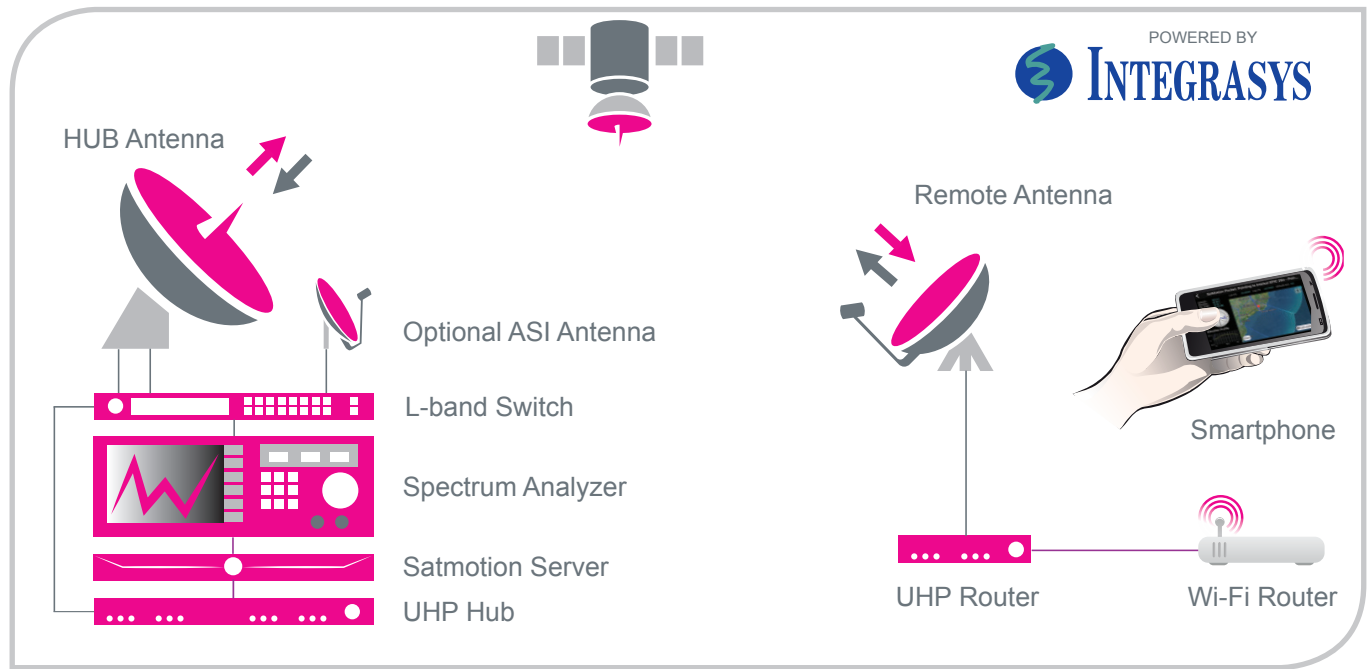 POWERED BY
INTEGRASYS
HUB Antenna
Remote Antenna
Optional ASI Antenna
L-band Switch
Smartphone
Spectrum Analyzer
Satmotion Server
UHP Router
Wi-Fi Router
UHP Hub